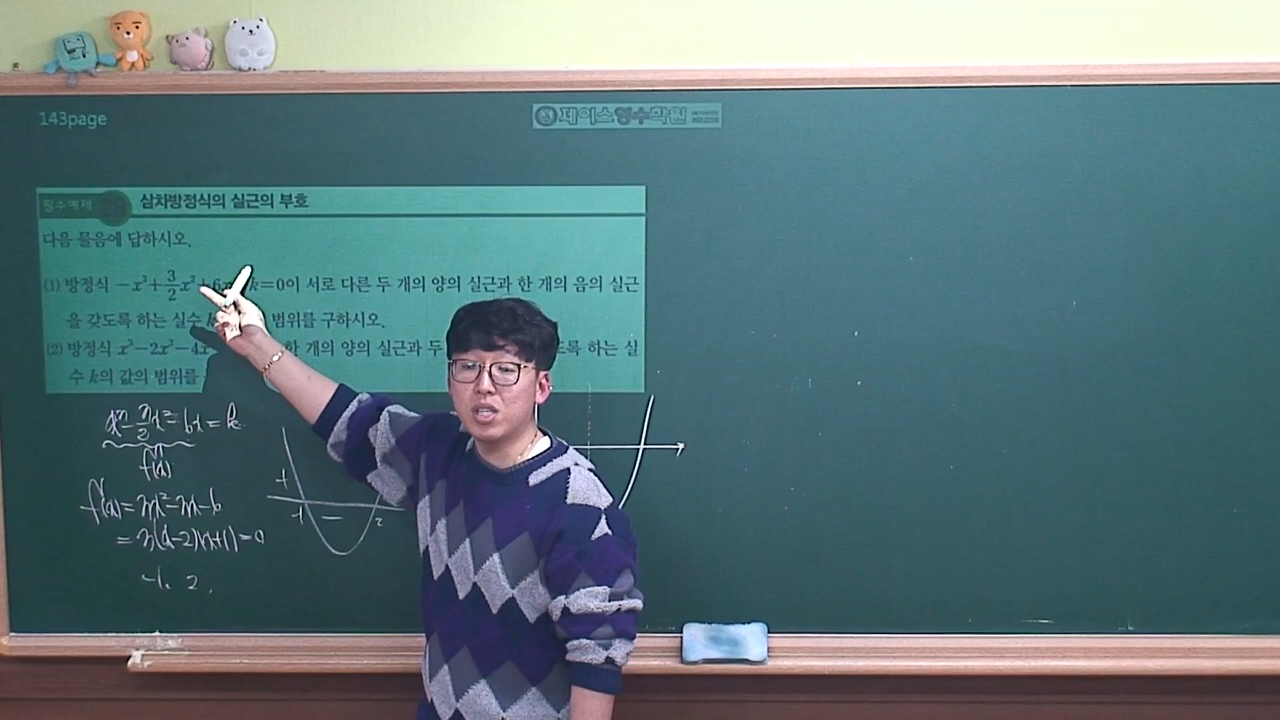 143page
제이스영수학원
필수예제
삼차방정식의 실근의 부호
다음 물음에 답하시오.
(1) 방정식 −x³+3/2x²+6x k=0이 서로 다른 두 개의 양의 실근과 한 개의 음의 실근
을 갖도록 하는 실수 범위를 구하시오.
(2) 방정식 x³−2x²−4x 한 개의 양의 실근과 두 도록 하는 실
수 k의 값의 범위를
x³−3/2x²−6x=k
f(x)
f'(x)=3x²−3x−6
=3(x−2)(x+1)=0
−1, 2,
+
−1 − 2